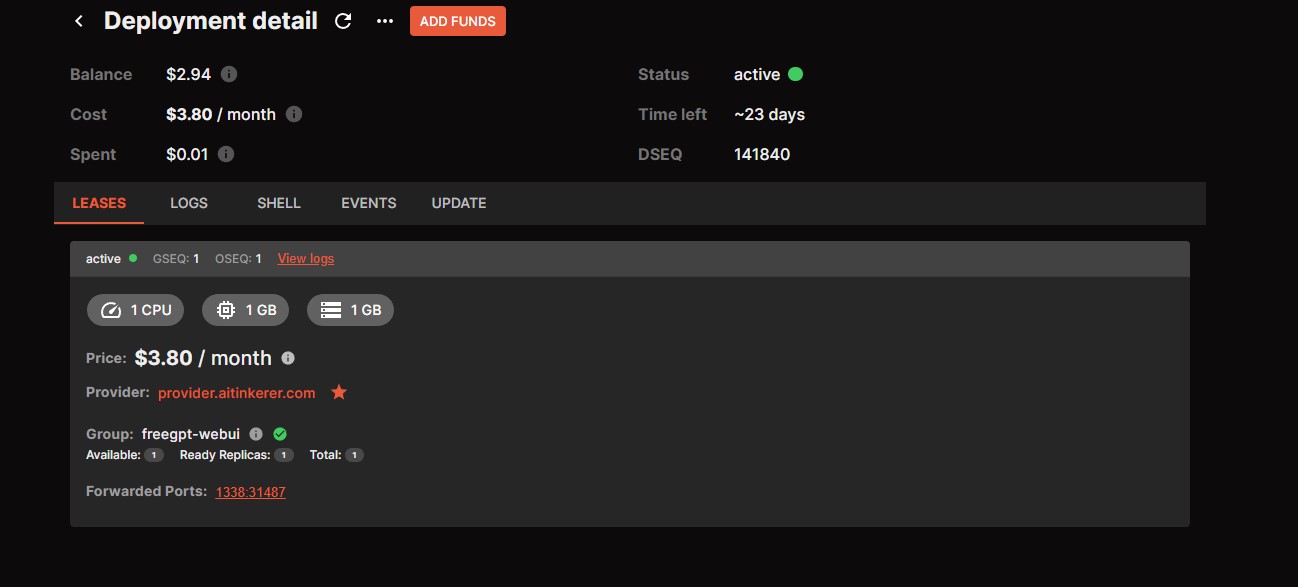 Deployment detail ADD FUNDS
Balance $2.94 Status active
Cost $3.80 / month Time left ~23 days
Spent $0.01 DSEQ 141840
LEASES LOGS SHELL EVENTS UPDATE
active GSEQ: 1 OSEQ: 1 View logs
1 CPU 1 GB 1 GB
Price: $3.80 / month
Provider: provider.aitinkerer.com
Group: freegpt-webui
Available: 1 Ready Replicas: 1 Total: 1
Forwarded Ports: 1338:31487